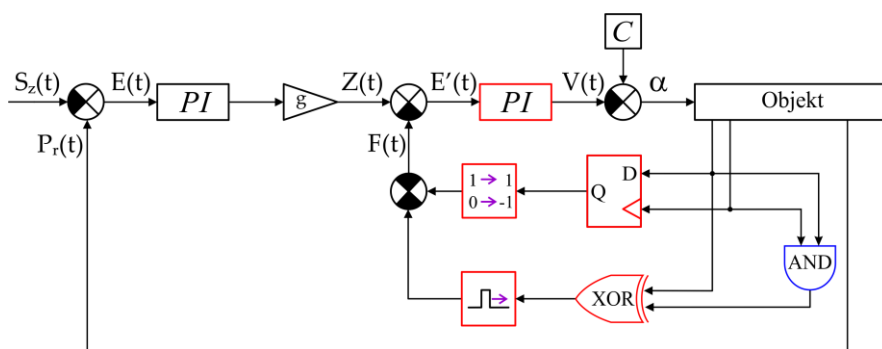 C
S_z(t)
E(t)
PI
g
Z(t)
E'(t)
PI
V(t)
α
Objekt
P_r(t)
F(t)
1 → 1
0 → -1
Q
D
AND
XOR